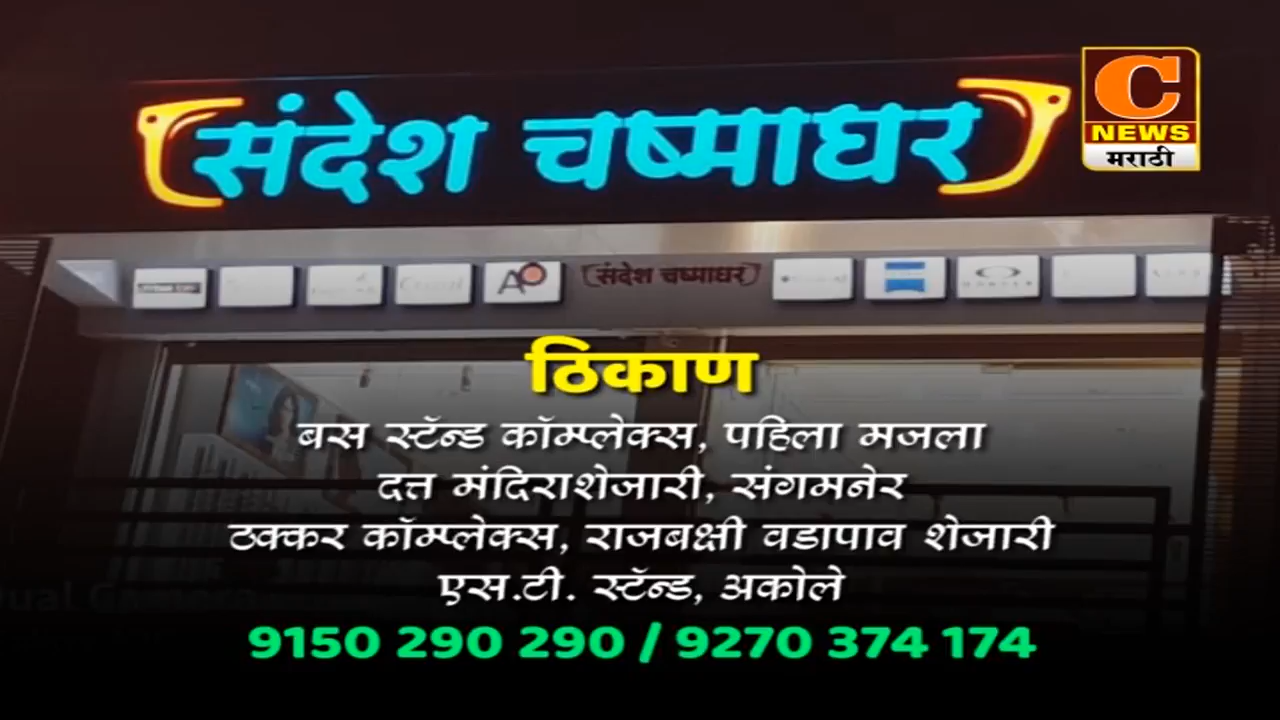 संदेश चष्माघर
C
NEWS
मराठी
संदेश चष्माघर
ठिकाण
बस स्टॅन्ड कॉम्प्लेक्स, पहिला मजला
दत्त मंदिराशेजारी, संगमनेर
ठक्कर कॉम्प्लेक्स, राजबक्षी वडापाव शेजारी
एस.टी. स्टॅन्ड, अकोले
9150 290 290 / 9270 374 174